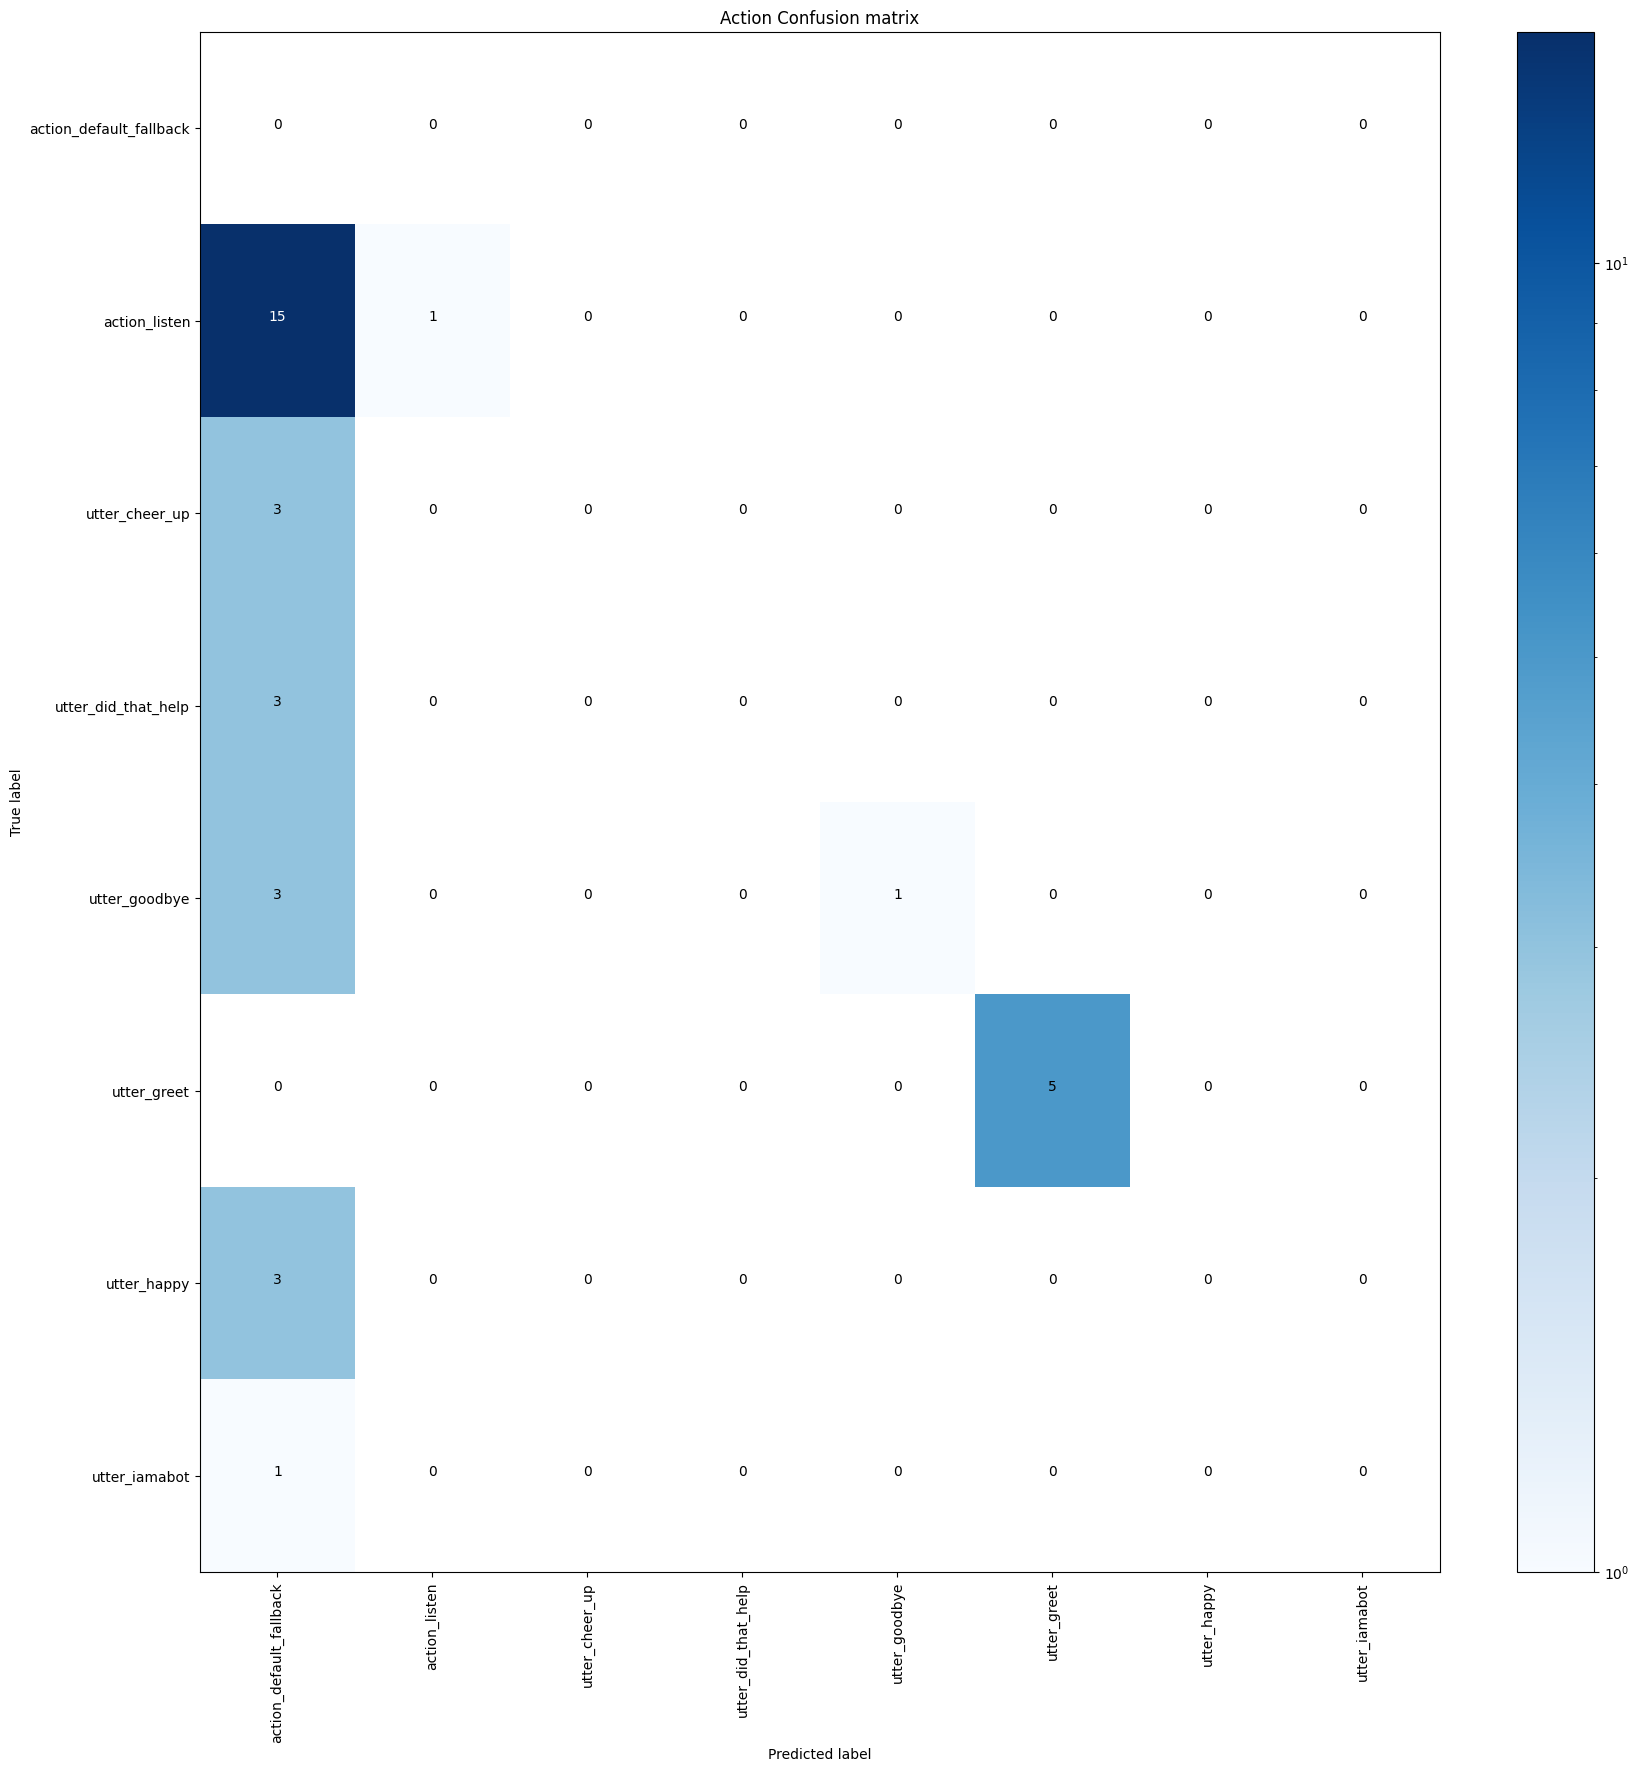 Action Confusion matrix
action_default_fallback 0 0 0 0 0 0 0 0
action_listen 15 1 0 0 0 0 0 0
utter_cheer_up 3 0 0 0 0 0 0 0
utter_did_that_help 3 0 0 0 0 0 0 0
utter_goodbye 3 0 0 0 1 0 0 0
utter_greet 0 0 0 0 0 5 0 0
utter_happy 3 0 0 0 0 0 0 0
utter_iamabot 1 0 0 0 0 0 0 0
True label
action_default_fallback
action_listen
utter_cheer_up
utter_did_that_help
utter_goodbye
utter_greet
utter_happy
utter_iamabot
Predicted label
10¹
10⁰